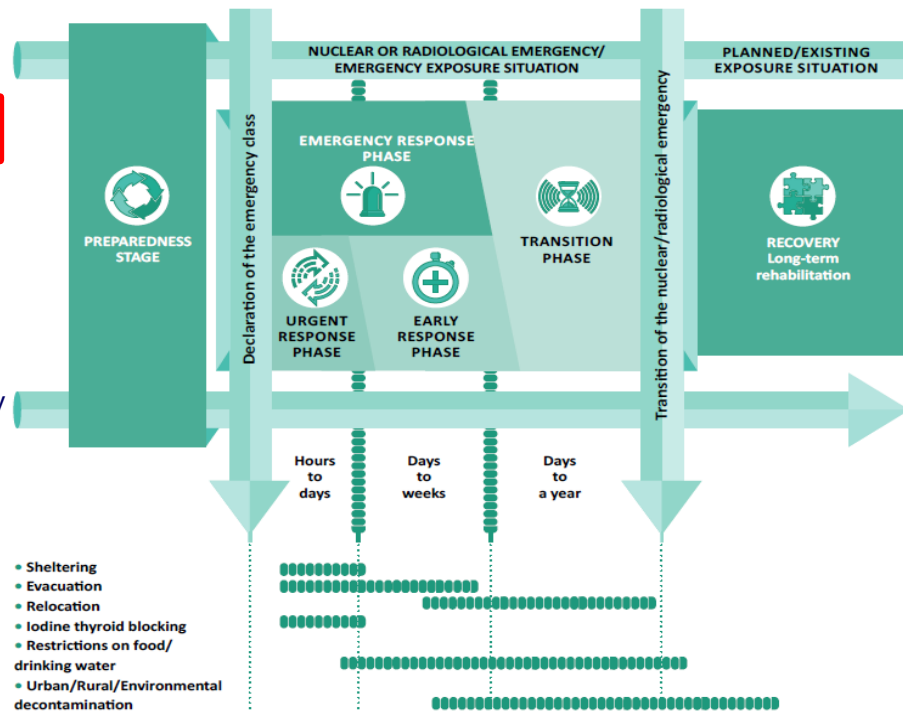 NUCLEAR OR RADIOLOGICAL EMERGENCY/
EMERGENCY EXPOSURE SITUATION
PLANNED/EXISTING
EXPOSURE SITUATION
PREPAREDNESS
STAGE
Declaration of the emergency class
EMERGENCY RESPONSE
PHASE
URGENT
RESPONSE
PHASE
EARLY
RESPONSE
PHASE
TRANSITION
PHASE
Transition of the nuclear/radiological emergency
RECOVERY
Long-term
rehabilitation
Hours
to
days
Days
to
weeks
Days
to
a year
• Sheltering
• Evacuation
• Relocation
• Iodine thyroid blocking
• Restrictions on food/
drinking water
• Urban/Rural/Environmental
decontamination